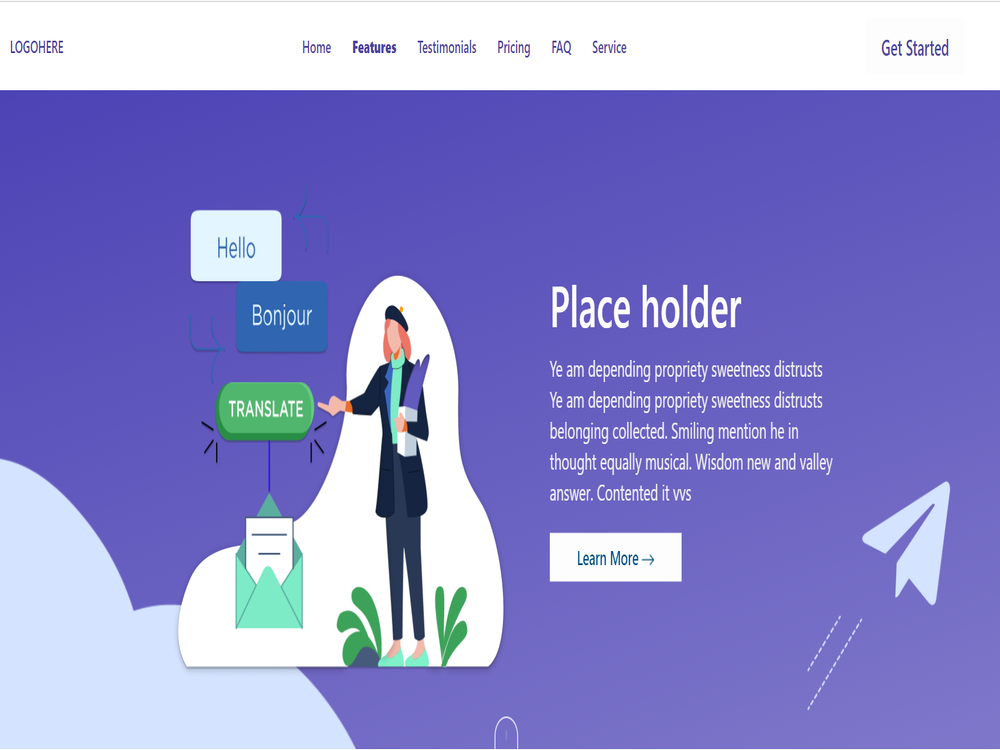 LOGOHERE
Home Features Testimonials Pricing FAQ Service
Get Started
Hello
Bonjour
TRANSLATE
Place holder
Ye am depending propriety sweetness distrusts
Ye am depending propriety sweetness distrusts
belonging collected. Smiling mention he in
thought equally musical. Wisdom new and valley
answer. Contented it vvs
Learn More →